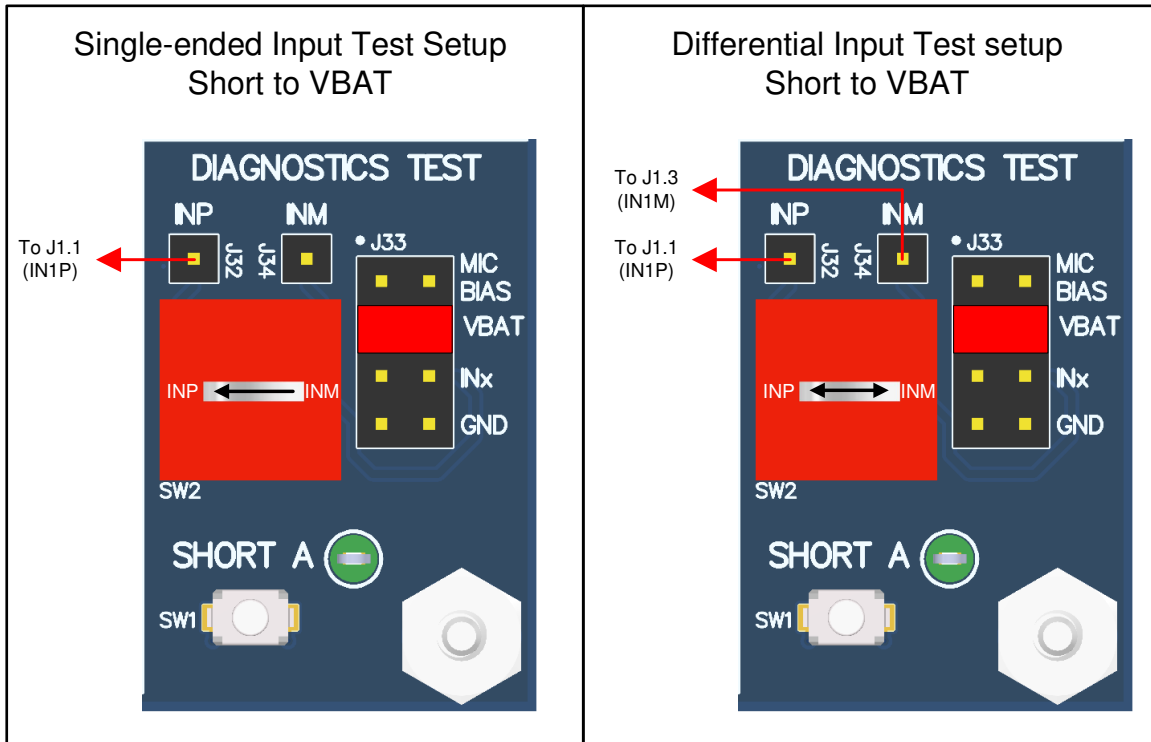 Single-ended Input Test Setup
Short to VBAT
DIAGNOSTICS TEST
INP
INM
To J1.1
(IN1P)
J32
J34
J33
MIC
BIAS
VBAT
INP
INM
INx
GND
SW2
SHORT A
SW1
Differential Input Test setup
Short to VBAT
DIAGNOSTICS TEST
To J1.3
(IN1M)
INP
INM
To J1.1
(IN1P)
J32
J34
J33
MIC
BIAS
VBAT
INP
INM
INx
GND
SW2
SHORT A
SW1